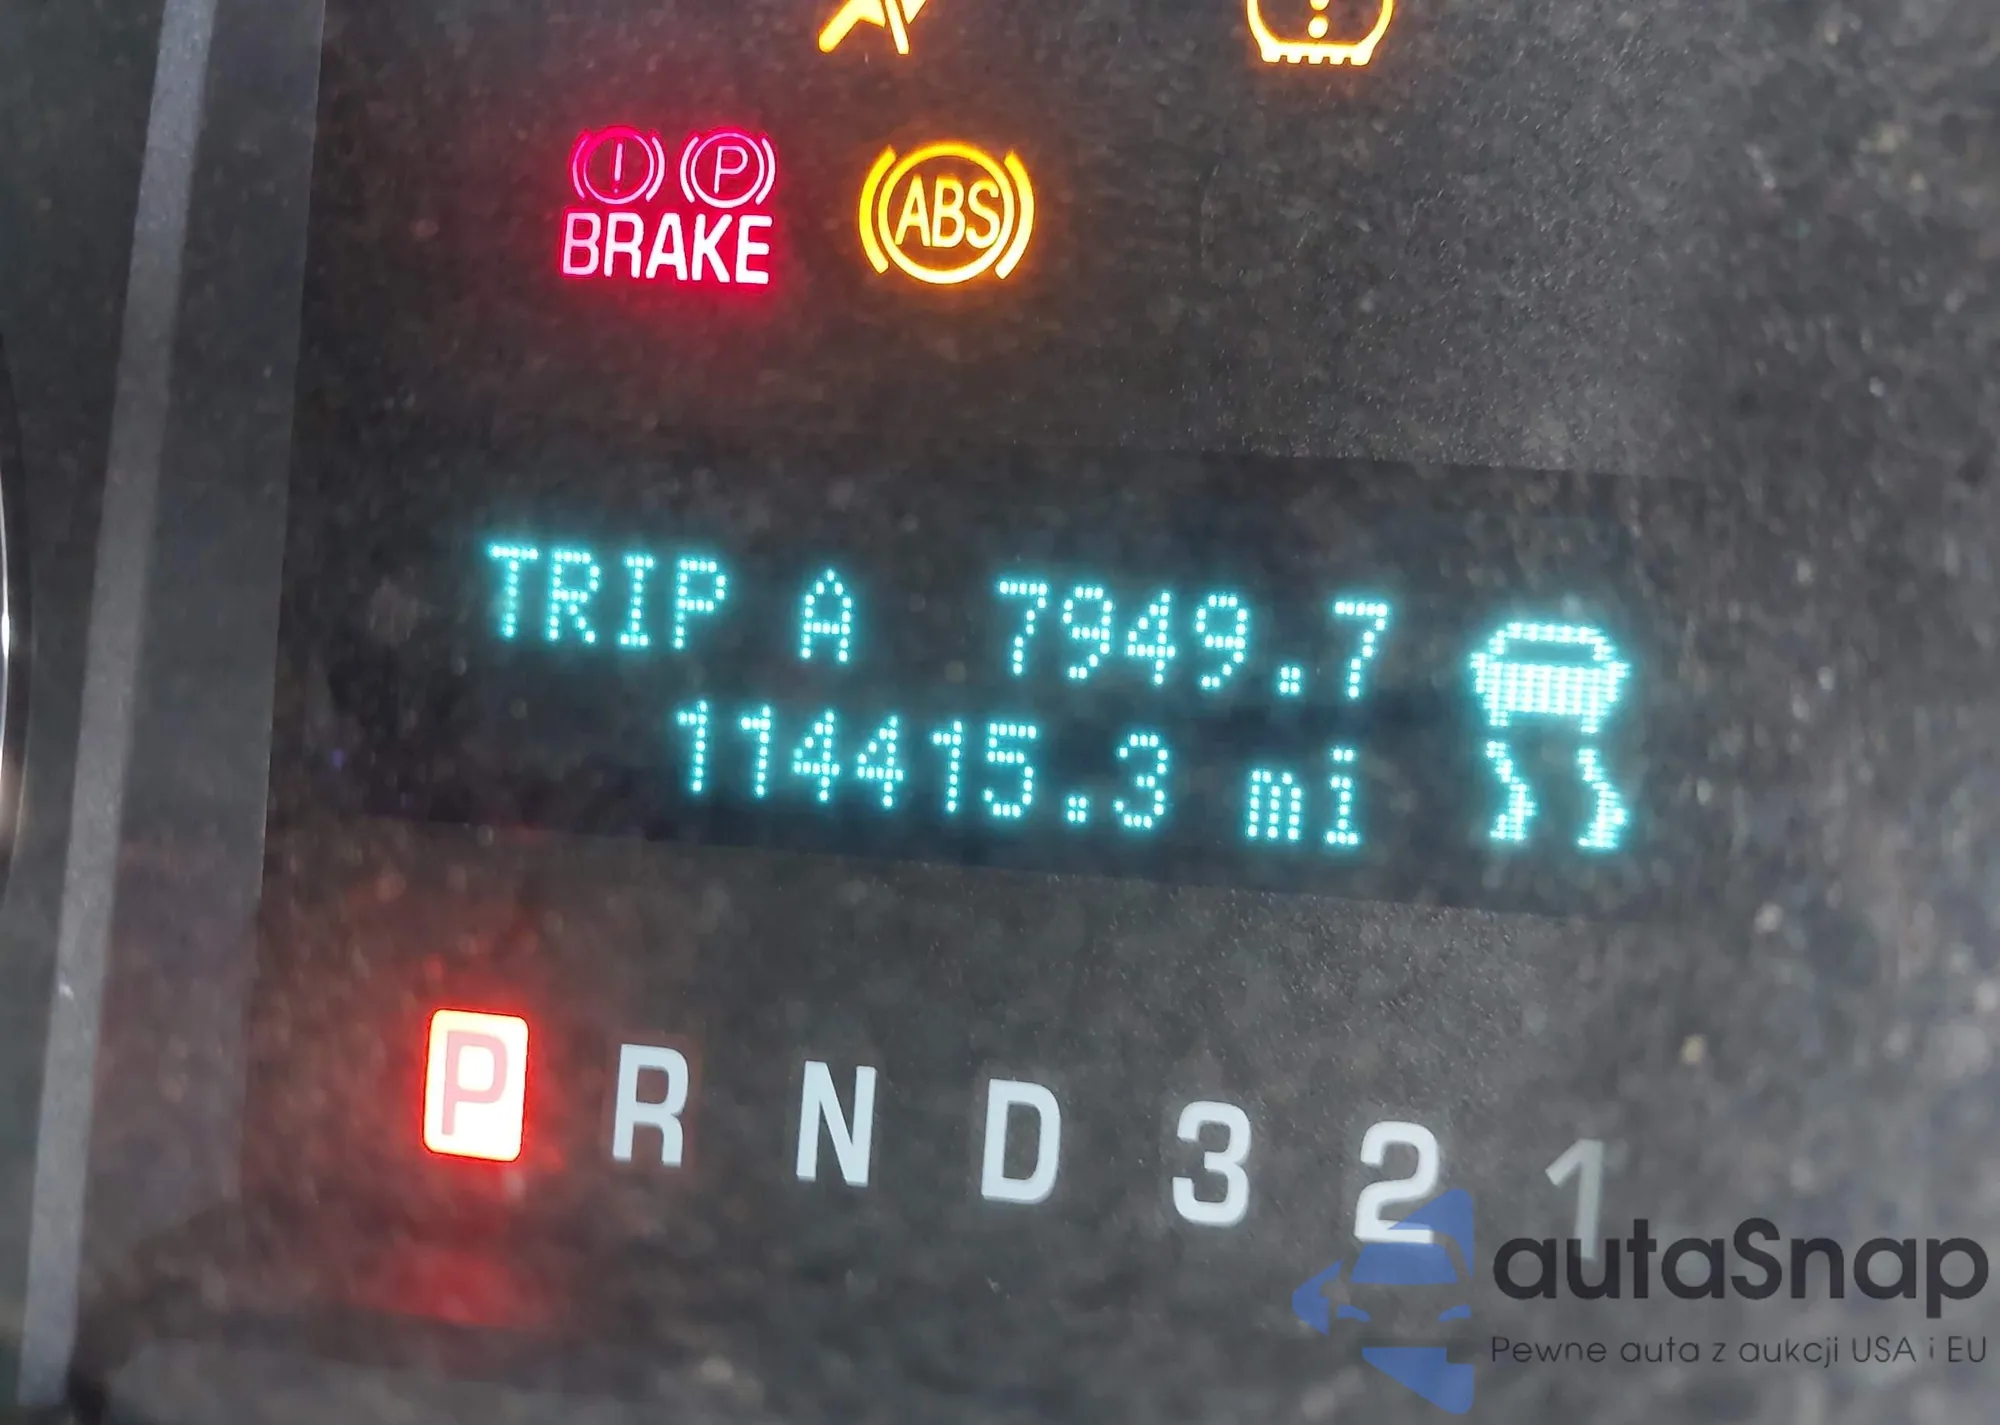 ! P
BRAKE
ABS
TRIP A 7949.7
114415.3 mi
P R N D 3 2 1
autaSnap
Pewne auta z aukcji USA i EU